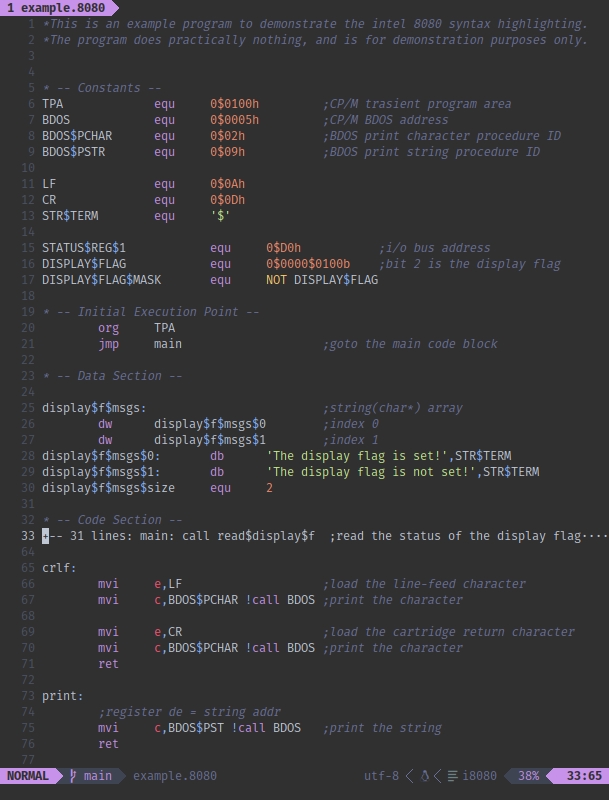 1 example.8080
1 *This is an example program to demonstrate the intel 8080 syntax highlighting.
2 *The program does practically nothing, and is for demonstration purposes only.
3
4
5 * -- Constants --
6 TPA equ 0$0100h ;CP/M trasient program area
7 BDOS equ 0$0005h ;CP/M BDOS address
8 BDOS$PCHAR equ 0$02h ;BDOS print character procedure ID
9 BDOS$PSTR equ 0$09h ;BDOS print string procedure ID
10
11 LF equ 0$0Ah
12 CR equ 0$0Dh
13 STR$TERM equ '$'
14
15 STATUS$REG$1 equ 0$D0h ;i/o bus address
16 DISPLAY$FLAG equ 0$0000$0100b ;bit 2 is the display flag
17 DISPLAY$FLAG$MASK equ NOT DISPLAY$FLAG
18
19 * -- Initial Execution Point --
20 org TPA
21 jmp main ;goto the main code block
22
23 * -- Data Section --
24
25 display$f$msgs: ;string(char*) array
26 dw display$f$msgs$0 ;index 0
27 dw display$f$msgs$1 ;index 1
28 display$f$msgs$0: db 'The display flag is set!',STR$TERM
29 display$f$msgs$1: db 'The display flag is not set!',STR$TERM
30 display$f$msgs$size equ 2
31
32 * -- Code Section --
33 +-- 31 lines: main: call read$display$f ;read the status of the display flag····
64
65 crlf:
66 mvi e,LF ;load the line-feed character
67 mvi c,BDOS$PCHAR !call BDOS ;print the character
68
69 mvi e,CR ;load the cartridge return character
70 mvi c,BDOS$PCHAR !call BDOS ;print the character
71 ret
72
73 print:
74 ;register de = string addr
75 mvi c,BDOS$PST !call BDOS ;print the string
76 ret
77
NORMAL main example.8080 utf-8 i8080 38% 33:65